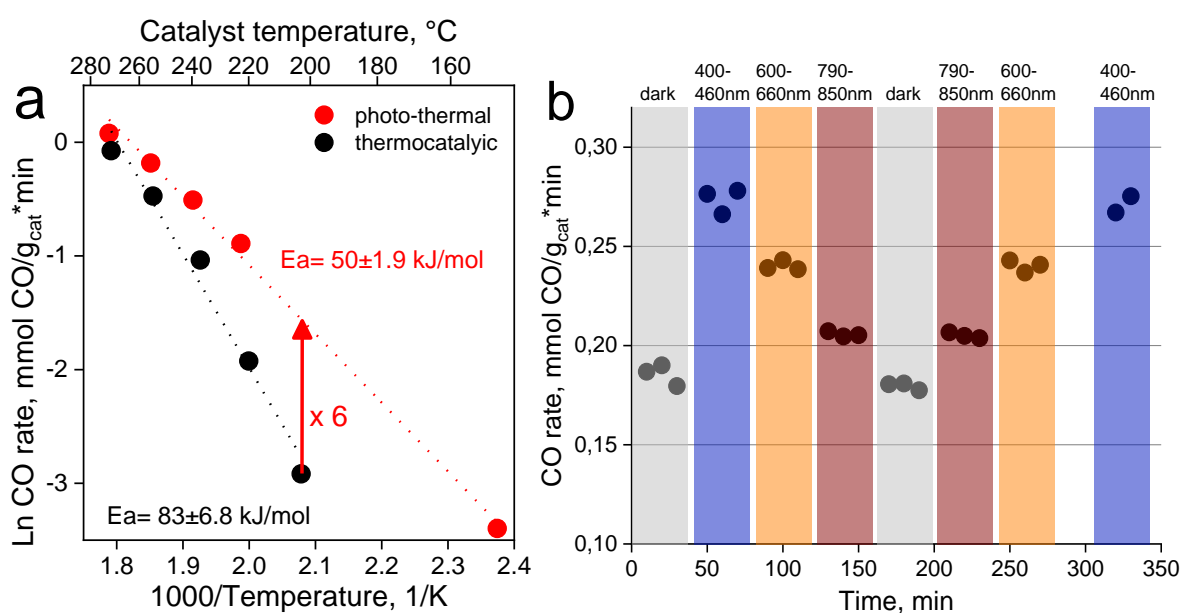 a
Catalyst temperature, °C
280 260 240 220 200 180 160
photo-thermal
thermocatalyic
Ea= 50±1.9 kJ/mol
x 6
Ea= 83±6.8 kJ/mol
0
-1
-2
-3
Ln CO rate, mmol CO/gcat*min
1.8 1.9 2.0 2.1 2.2 2.3 2.4
1000/Temperature, 1/K
b
dark
400-
460nm
600-
660nm
790-
850nm
dark
790-
850nm
600-
660nm
400-
460nm
0,30
0,25
0,20
0,15
0,10
CO rate, mmol CO/gcat*min
0 50 100 150 200 250 300 350
Time, min